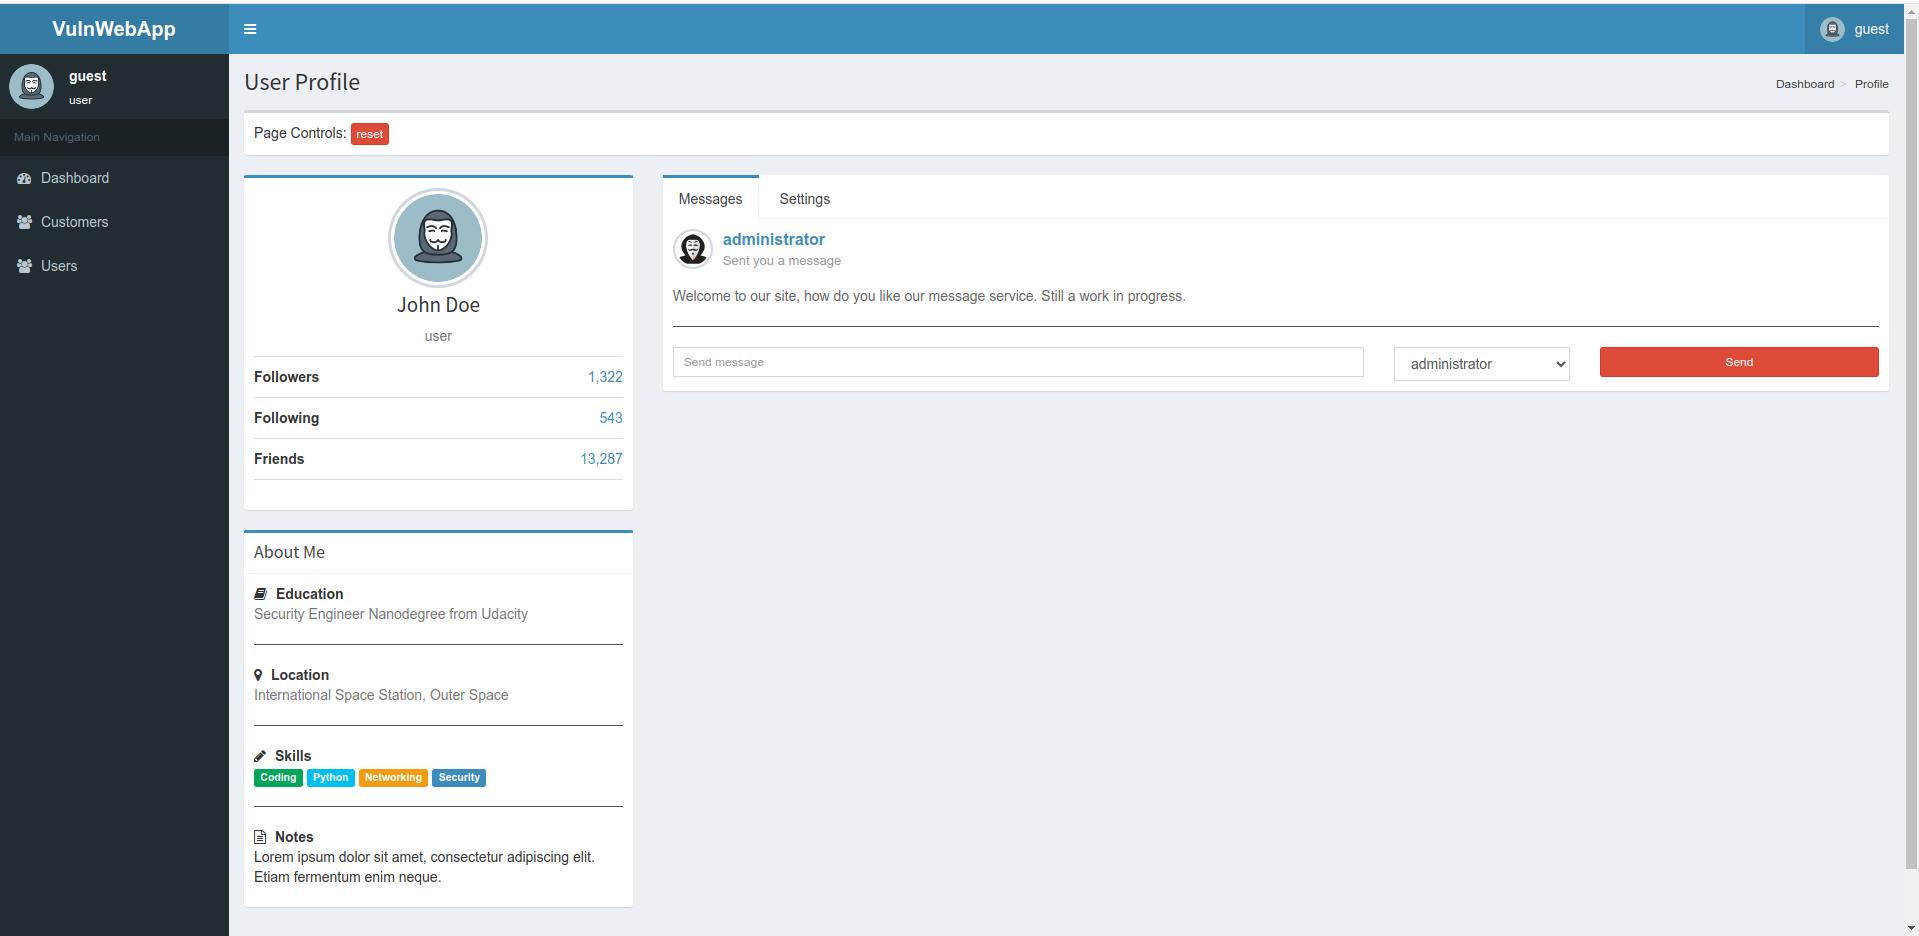 VulnWebApp
guest
guest
user
Main Navigation
Dashboard
Customers
Users
User Profile
Dashboard > Profile
Page Controls: reset
John Doe
user
Followers 1,322
Following 543
Friends 13,287
About Me
Education
Security Engineer Nanodegree from Udacity
Location
International Space Station, Outer Space
Skills
Coding Python Networking Security
Notes
Lorem ipsum dolor sit amet, consectetur adipiscing elit.
Etiam fermentum enim neque.
Messages Settings
administrator
Sent you a message
Welcome to our site, how do you like our message service. Still a work in progress.
Send message administrator Send